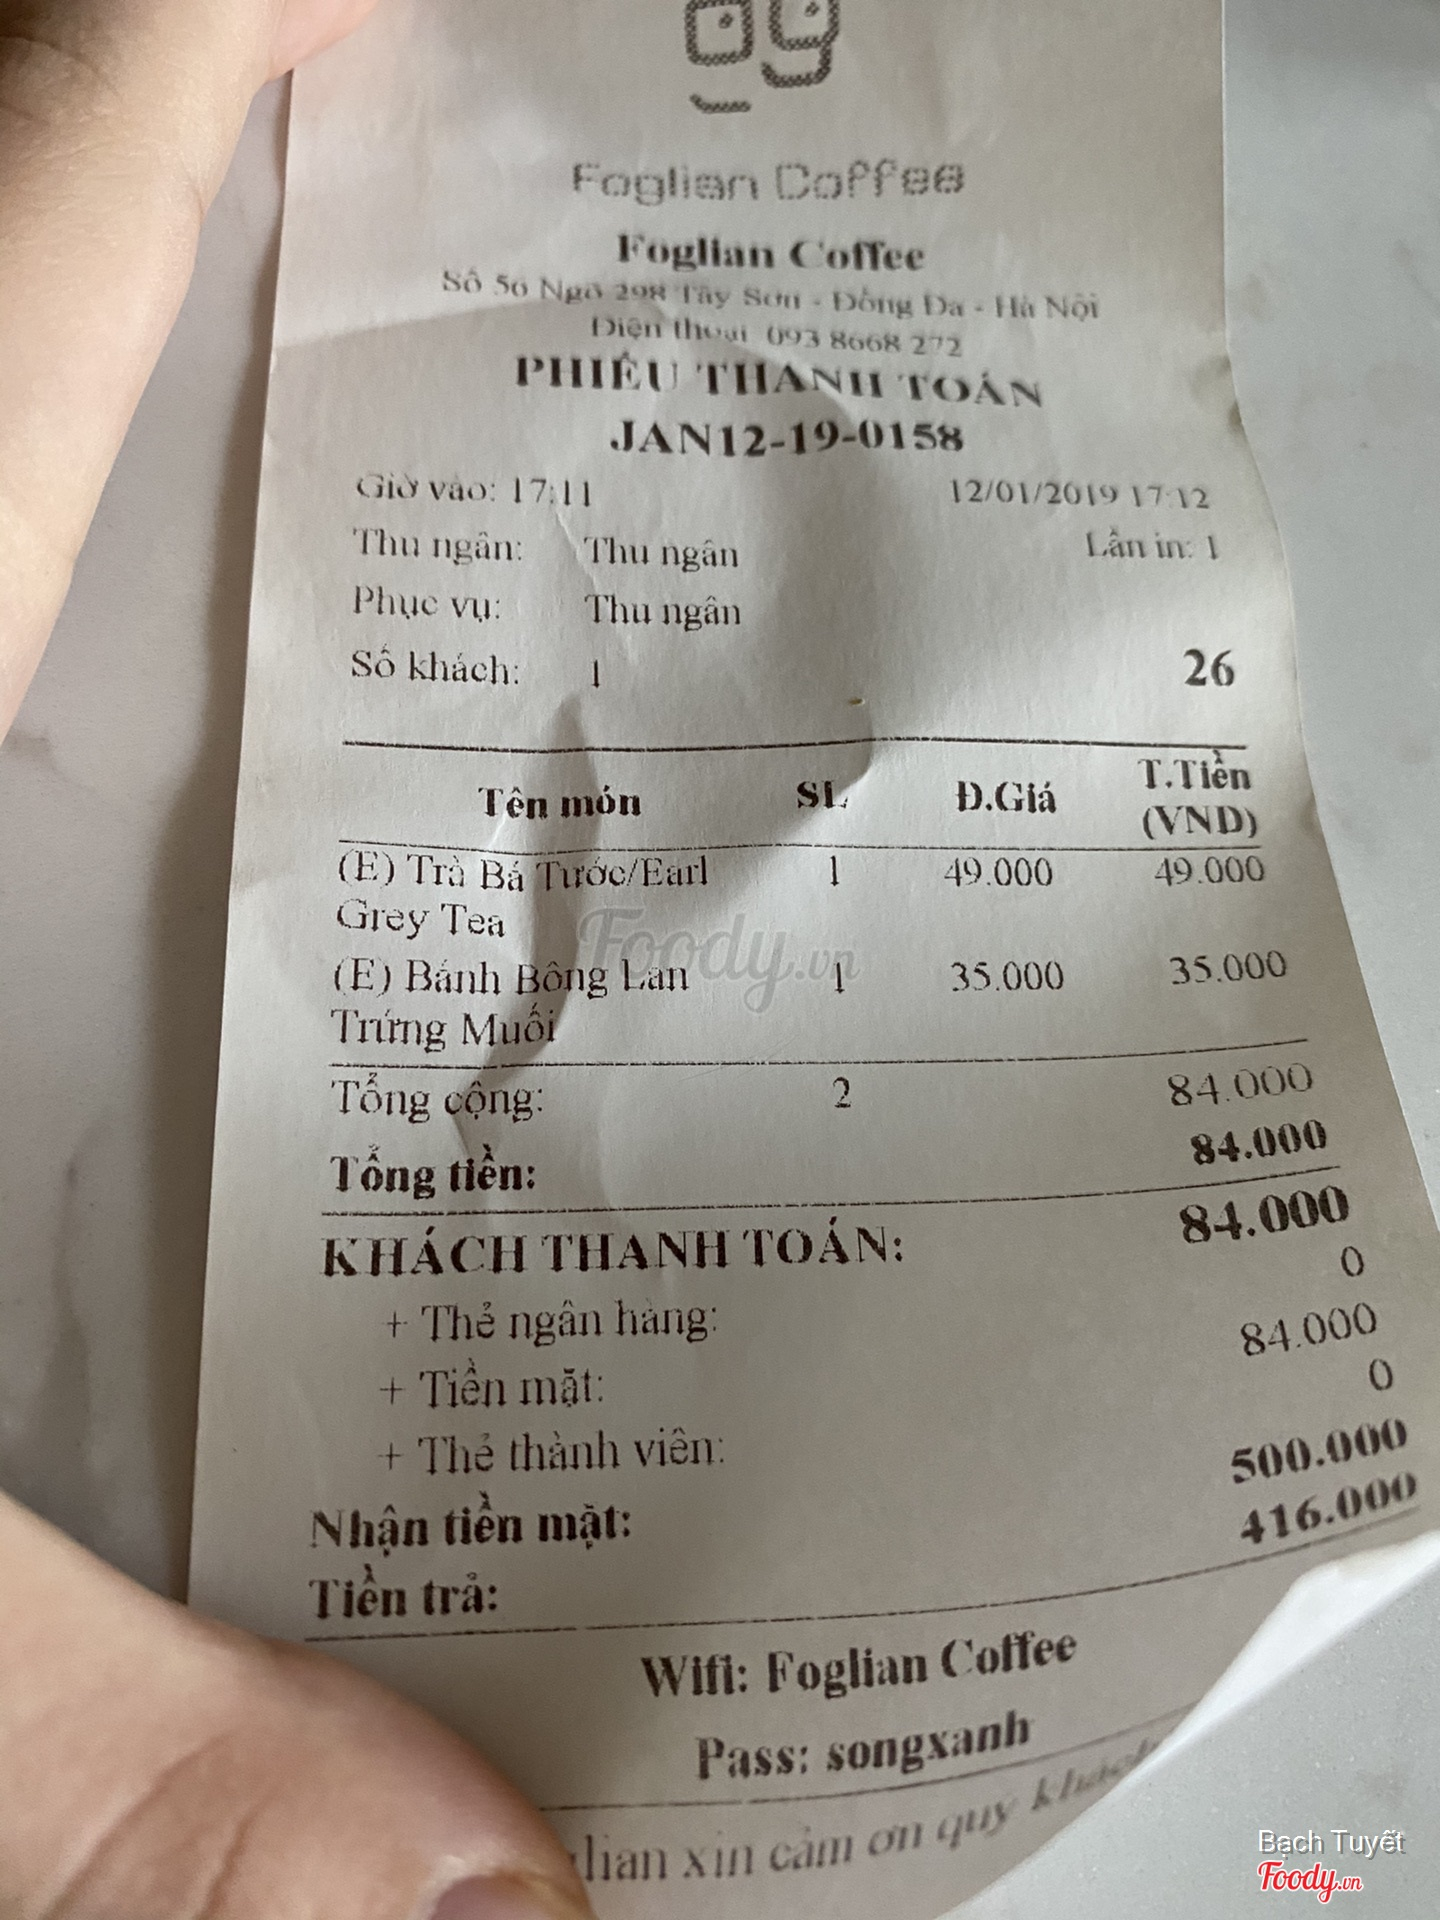 Foglian Coffee
Foglian Coffee
Số 56 Ngõ 298 Tây Sơn - Đống Đa - Hà Nội
Điện thoại 093 8668 272
PHIẾU THANH TOÁN
JAN12-19-0158
Giờ vào: 17:11 12/01/2019 17:12
Thu ngân: Thu ngân Lần in: 1
Phục vụ: Thu ngân
Số khách: 1 26
Tên món SL Đ.Giá T.Tiền
(VND)
(E) Trà Bá Tước/Earl 1 49.000 49.000
Grey Tea
(E) Bánh Bông Lan 1 35.000 35.000
Trứng Muối
Foody.vn
Tổng cộng: 2 84.000
Tổng tiền: 84.000
KHÁCH THANH TOÁN: 84.000
+ Thẻ ngân hàng: 0
+ Tiền mặt: 84.000
+ Thẻ thành viên: 0
Nhận tiền mặt: 500.000
Tiền trả: 416.000
Wifi: Foglian Coffee
Pass: songxanh
lian xin cảm ơn quý khách
Bạch Tuyết
Foody.vn